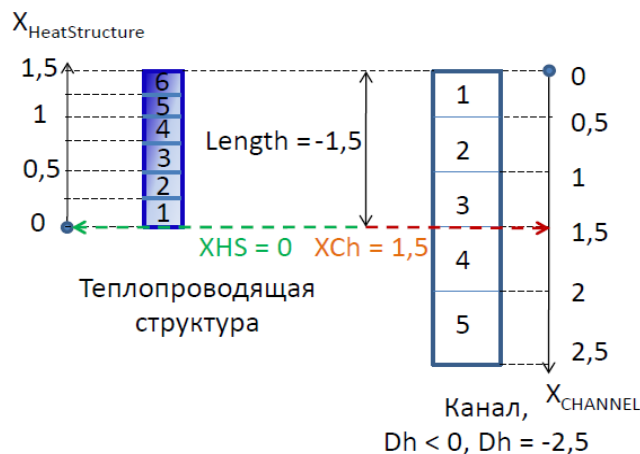 X_HeatStructure
1,5
1
0,5
0
6
5
4
3
2
1
Length = -1,5
XHS = 0
XCh = 1,5
Теплопроводящая
структура
1
2
3
4
5
0
0,5
1
1,5
2
2,5
X_CHANNEL
Канал,
Dh < 0, Dh = -2,5